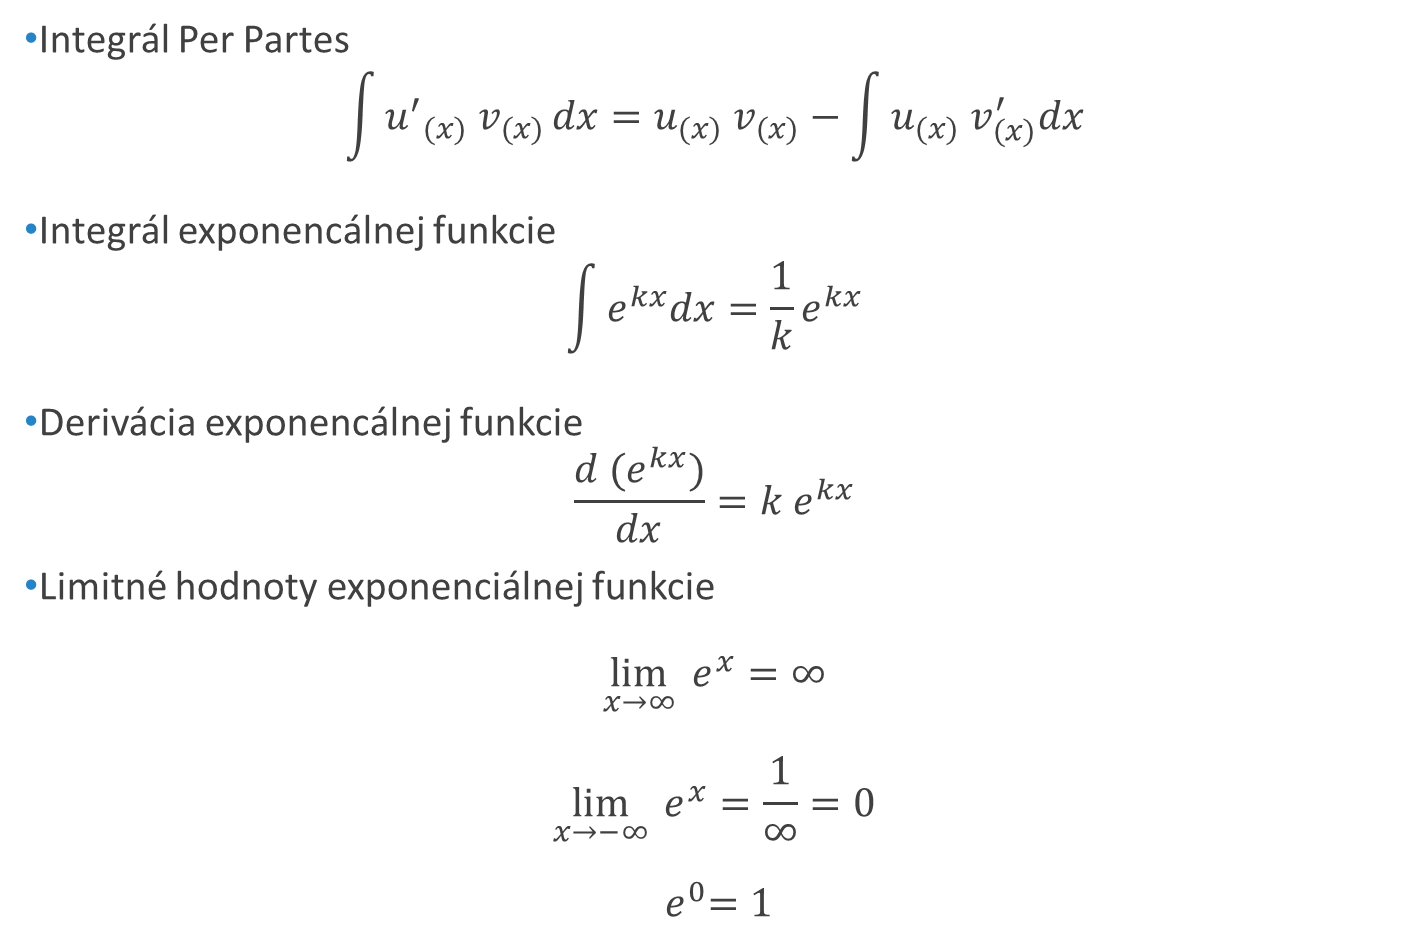 •Integrál Per Partes
∫ u′(x) v(x) dx = u(x) v(x) − ∫ u(x) v′(x) dx
•Integrál exponencálnej funkcie
∫ e^{kx} dx = \frac{1}{k} e^{kx}
•Derivácia exponencálnej funkcie
\frac{d (e^{kx})}{dx} = k e^{kx}
•Limitné hodnoty exponenciálnej funkcie
lim_{x→∞} e^x = ∞
lim_{x→−∞} e^x = \frac{1}{∞} = 0
e^0 = 1